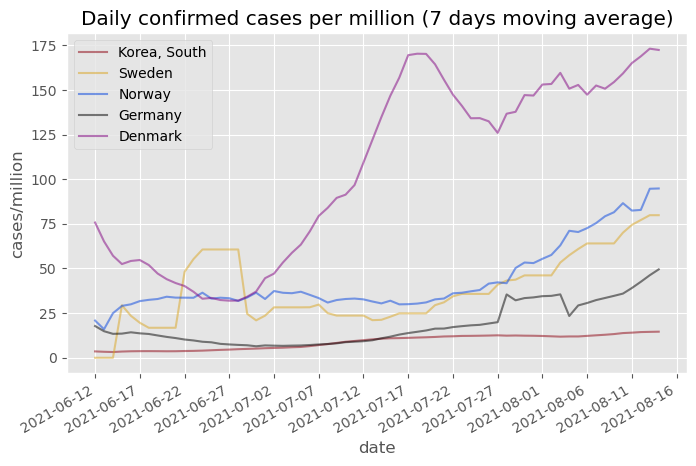 Daily confirmed cases per million (7 days moving average)
175
150
125
100
75
50
25
0
cases/million
Korea, South
Sweden
Norway
Germany
Denmark
2021-06-12
2021-06-17
2021-06-22
2021-06-27
2021-07-02
2021-07-07
2021-07-12
2021-07-17
2021-07-22
2021-07-27
2021-08-01
2021-08-06
2021-08-11
2021-08-16
date